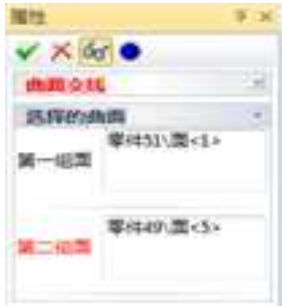 属性
曲面交线
选择的曲面
零件51\面<1>
第一组面
零件49\面<5>
第二组面